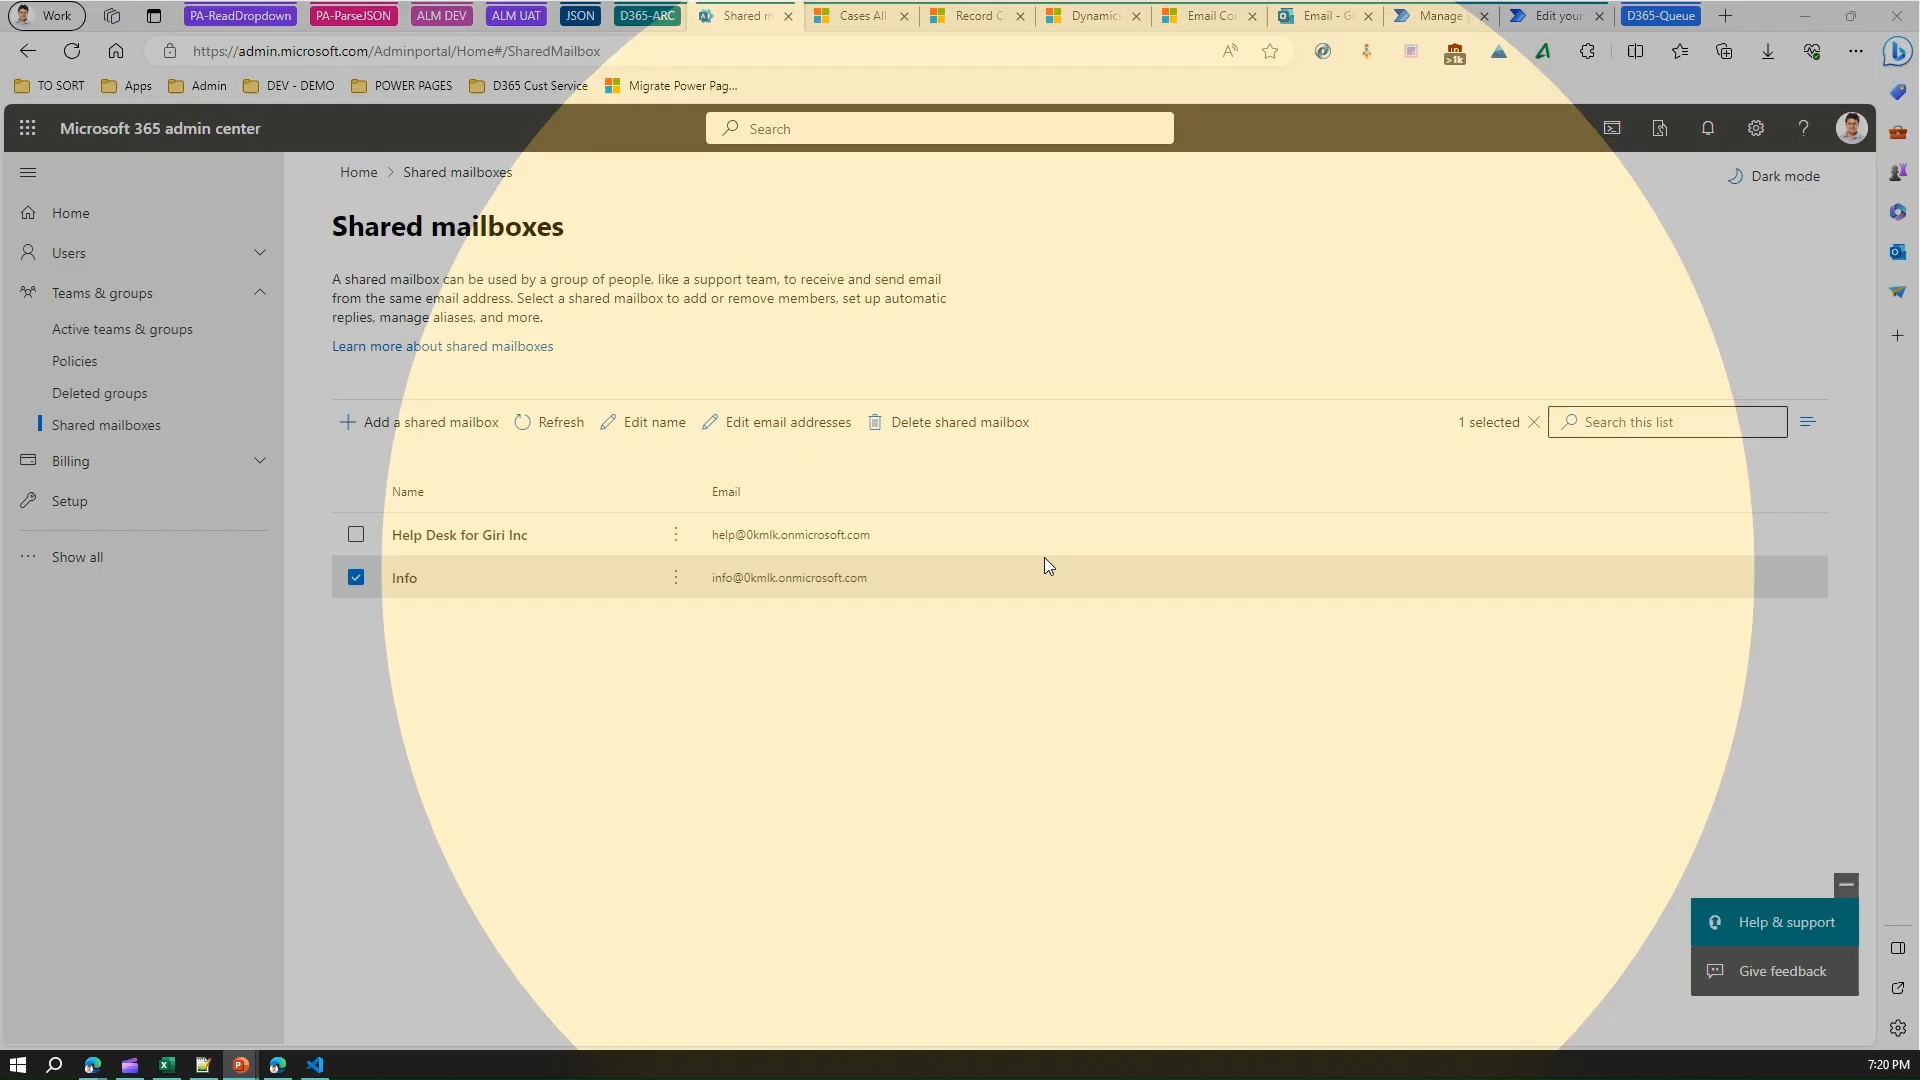 Work
PA-ReadDropdown
PA-ParseJSON
ALM DEV
ALM UAT
JSON
D365-ARC
Shared m
Cases All
Record C
Dynamics
Email Co
Email - G
Manage y
Edit your
D365-Queue
https://admin.microsoft.com/Adminportal/Home#/SharedMailbox
>1k
TO SORT
Apps
Admin
DEV - DEMO
POWER PAGES
D365 Cust Service
Migrate Power Pag...
Microsoft 365 admin center
Search
Home > Shared mailboxes
Dark mode
Home
Users
Teams & groups
Active teams & groups
Policies
Deleted groups
Shared mailboxes
Billing
Setup
Show all
Shared mailboxes
A shared mailbox can be used by a group of people, like a support team, to receive and send email
from the same email address. Select a shared mailbox to add or remove members, set up automatic
replies, manage aliases, and more.
Learn more about shared mailboxes
Add a shared mailbox
Refresh
Edit name
Edit email addresses
Delete shared mailbox
1 selected
Search this list
Name Email
Help Desk for Giri Inc help@0kmlk.onmicrosoft.com
Info info@0kmlk.onmicrosoft.com
Help & support
Give feedback
7:20 PM